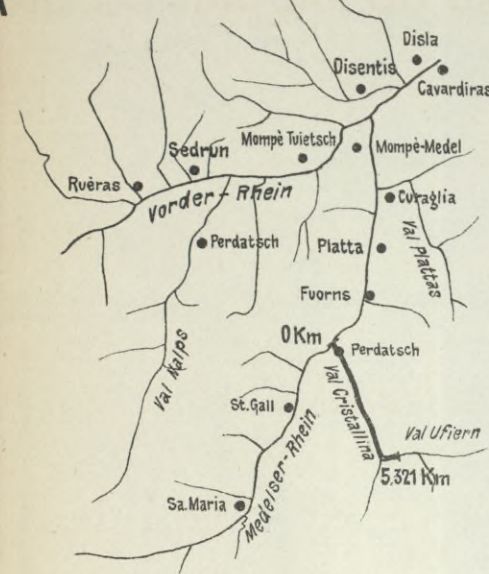 Disla
Disentis
Cavardiras
Mompè Tuietsch
Mompè-Medel
Sedrun
Ruèras
Vorder-Rhein
Curaglia
Perdatsch
Platta
Val Plattas
Fuorns
0 Km
Perdatsch
Val Nalps
Val Cristallina
St. Gall
Val Ufiern
Medelser-Rhein
5,321 Km
Sa. Maria